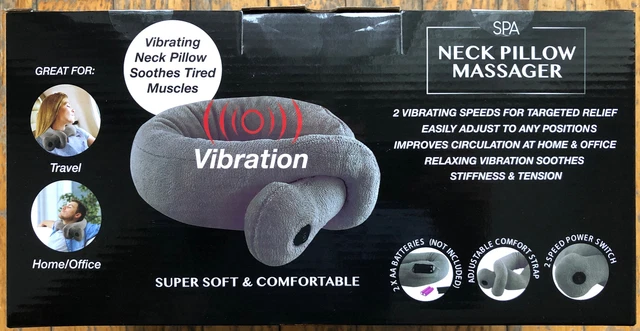 Vibrating
Neck Pillow
Soothes Tired
Muscles
GREAT FOR:
Travel
Home/Office
Vibration
SUPER SOFT & COMFORTABLE
SPA
NECK PILLOW
MASSAGER
2 VIBRATING SPEEDS FOR TARGETED RELIEF
EASILY ADJUST TO ANY POSITIONS
IMPROVES CIRCULATION AT HOME & OFFICE
RELAXING VIBRATION SOOTHES
STIFFNESS & TENSION
2 X AA BATTERIES (NOT INCLUDED)
ADJUSTABLE COMFORT STRAP
2 SPEED POWER SWITCH